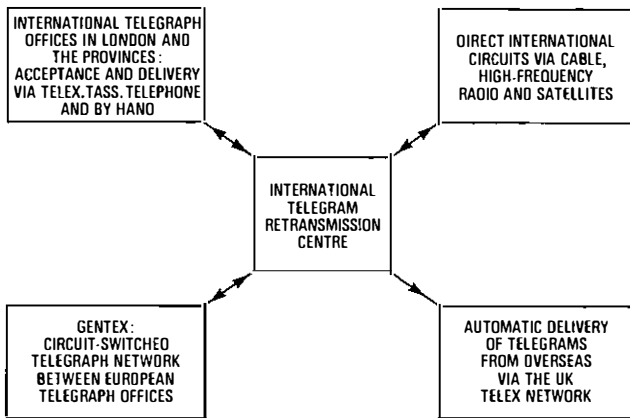 INTERNATIONAL TELEGRAPH
OFFICES IN LONDON AND
THE PROVINCES:
ACCEPTANCE AND DELIVERY
VIA TELEX.TASS.TELEPHONE
AND BY HANO
DIRECT INTERNATIONAL
CIRCUITS VIA CABLE,
HIGH-FREQUENCY
RADIO AND SATELLITES
INTERNATIONAL
TELEGRAM
RETRANSMISSION
CENTRE
GENTEX:
CIRCUIT-SWITCHEO
TELEGRAPH NETWORK
BETWEEN EUROPEAN
TELEGRAPH OFFICES
AUTOMATIC DELIVERY
OF TELEGRAMS
FROM OVERSEAS
VIA THE UK
TELEX NETWORK